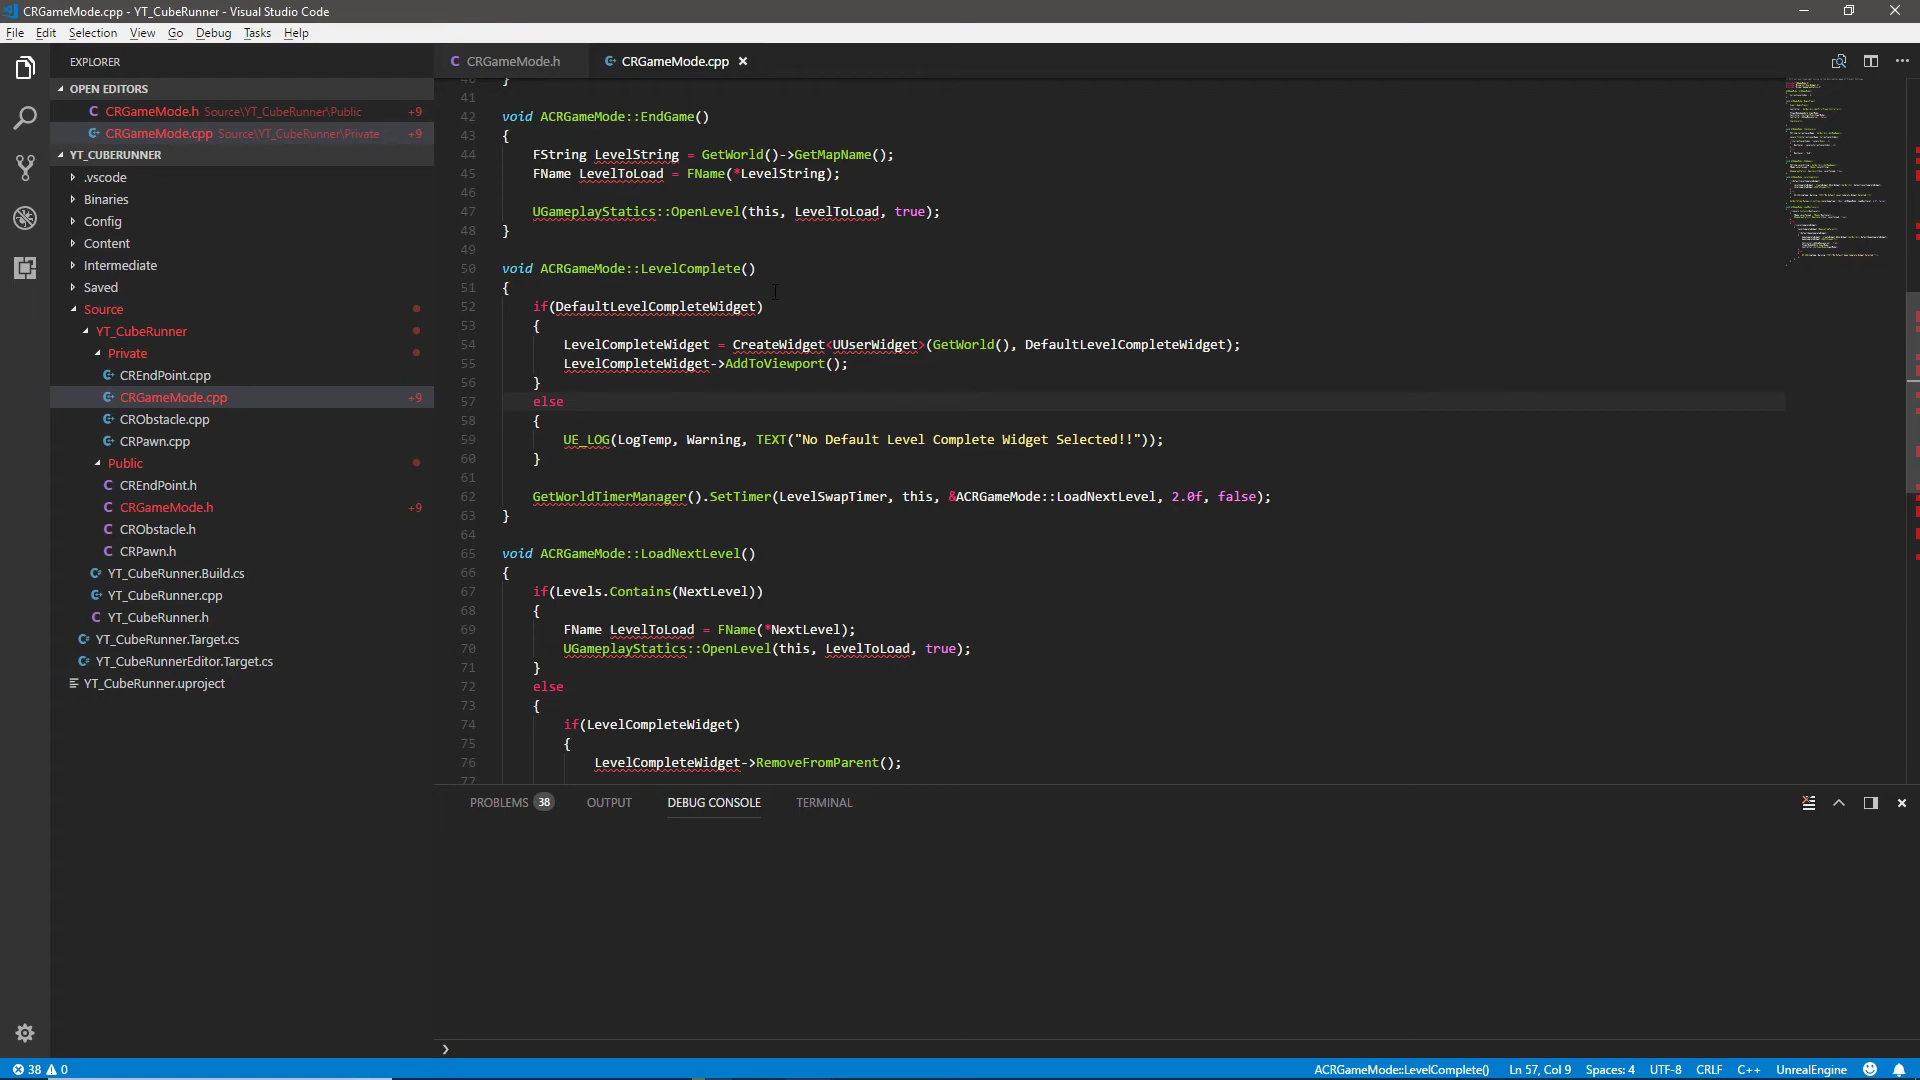 CRGameMode.cpp - YT_CubeRunner - Visual Studio Code
File Edit Selection View Go Debug Tasks Help
EXPLORER
OPEN EDITORS
CRGameMode.h Source\YT_CubeRunner\Public +9
CRGameMode.cpp Source\YT_CubeRunner\Private +9
YT_CUBERUNNER
.vscode
Binaries
Config
Content
Intermediate
Saved
Source
YT_CubeRunner
Private
CREndPoint.cpp
CRGameMode.cpp +9
CRObstacle.cpp
CRPawn.cpp
Public
CREndPoint.h
CRGameMode.h +9
CRObstacle.h
CRPawn.h
YT_CubeRunner.Build.cs
YT_CubeRunner.cpp
YT_CubeRunner.h
YT_CubeRunner.Target.cs
YT_CubeRunnerEditor.Target.cs
YT_CubeRunner.uproject
CRGameMode.h CRGameMode.cpp
40 }
41
42 void ACRGameMode::EndGame()
43 {
44 FString LevelString = GetWorld()->GetMapName();
45 FName LevelToLoad = FName(*LevelString);
46
47 UGameplayStatics::OpenLevel(this, LevelToLoad, true);
48 }
49
50 void ACRGameMode::LevelComplete()
51 {
52 if(DefaultLevelCompleteWidget)
53 {
54 LevelCompleteWidget = CreateWidget<UUserWidget>(GetWorld(), DefaultLevelCompleteWidget);
55 LevelCompleteWidget->AddToViewport();
56 }
57 else
58 {
59 UE_LOG(LogTemp, Warning, TEXT("No Default Level Complete Widget Selected!!"));
60 }
61
62 GetWorldTimerManager().SetTimer(LevelSwapTimer, this, &ACRGameMode::LoadNextLevel, 2.0f, false);
63 }
64
65 void ACRGameMode::LoadNextLevel()
66 {
67 if(Levels.Contains(NextLevel))
68 {
69 FName LevelToLoad = FName(*NextLevel);
70 UGameplayStatics::OpenLevel(this, LevelToLoad, true);
71 }
72 else
73 {
74 if(LevelCompleteWidget)
75 {
76 LevelCompleteWidget->RemoveFromParent();
77
PROBLEMS 38 OUTPUT DEBUG CONSOLE TERMINAL
38 0 ACRGameMode::LevelComplete() Ln 57, Col 9 Spaces: 4 UTF-8 CRLF C++ UnrealEngine